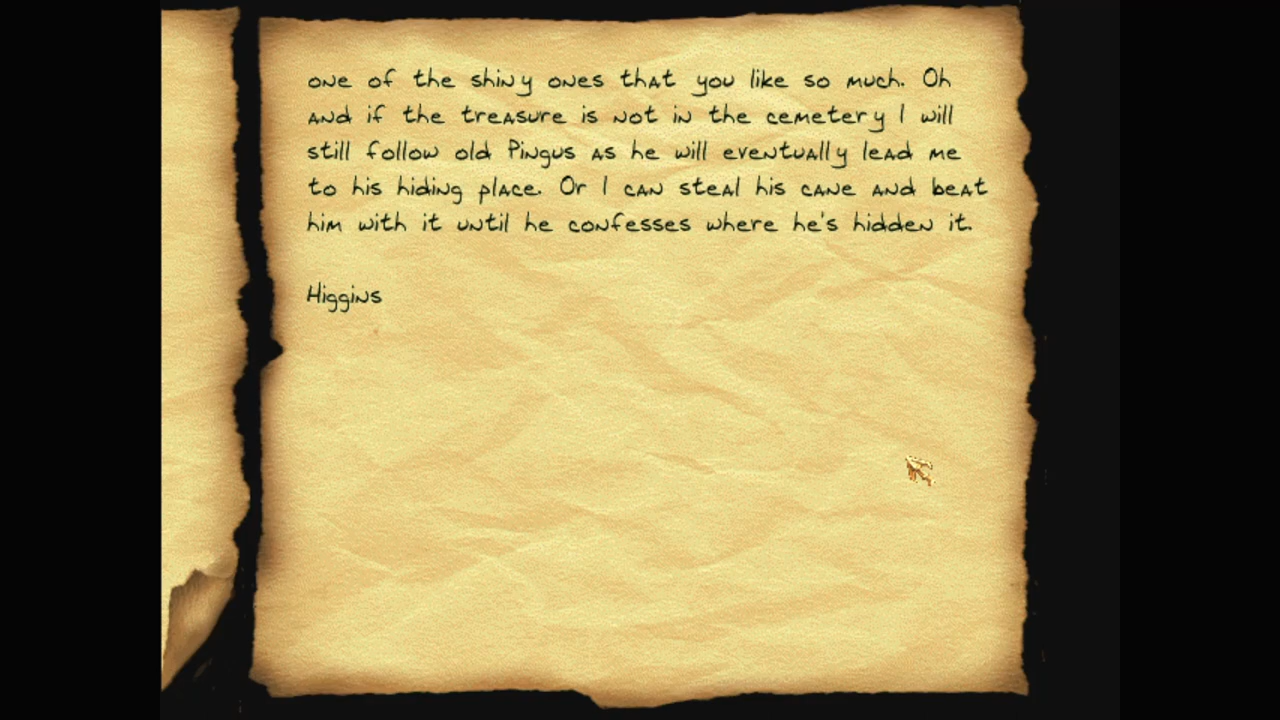 one of the shiny ones that you like so much. Oh
and if the treasure is not in the cemetery I will
still follow old Pingus as he will eventually lead me
to his hiding place. Or I can steal his cane and beat
him with it until he confesses where he's hidden it.
Higgins